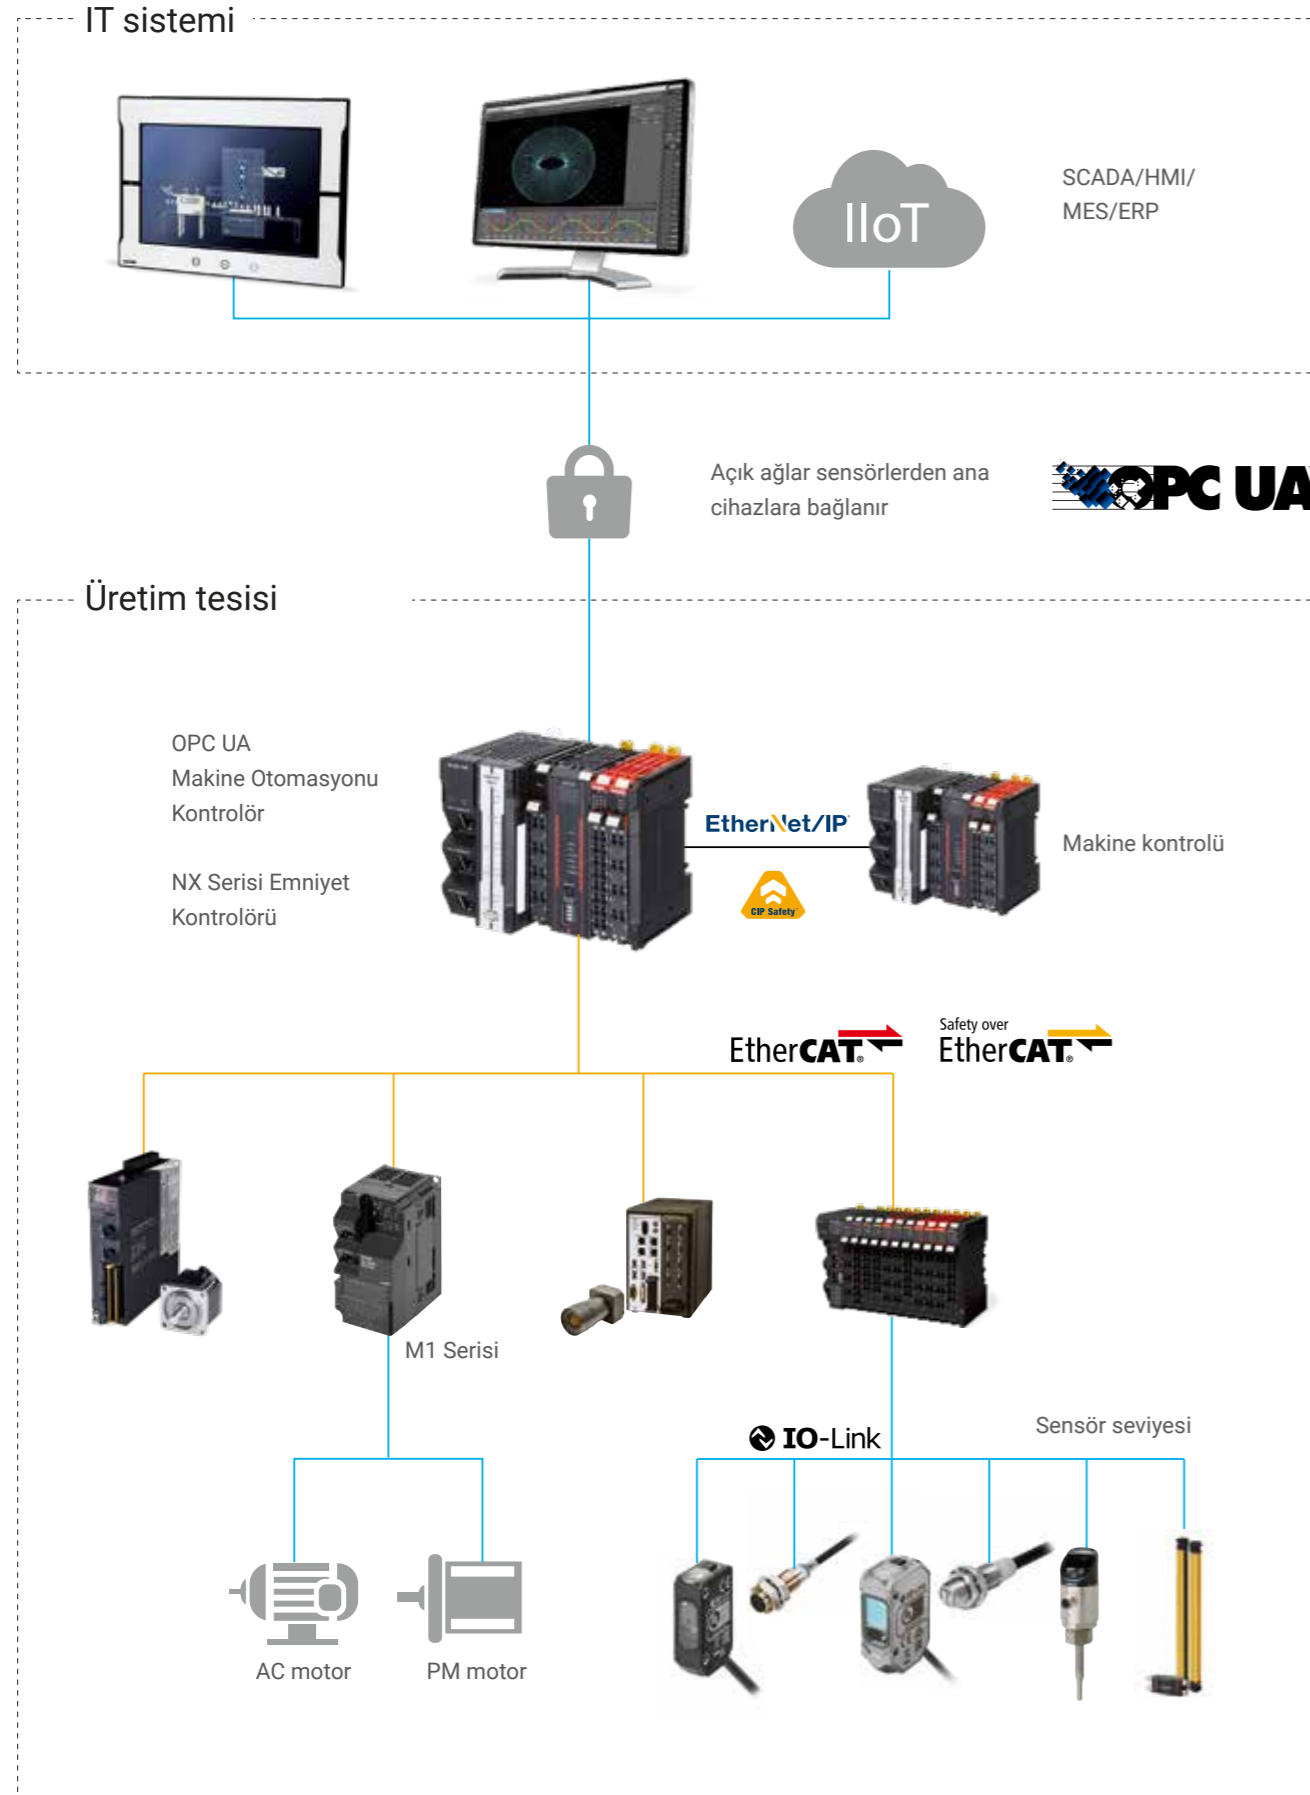 IT sistemi
IIoT
SCADA/HMI/
MES/ERP
Açık ağlar sensörlerden ana
cihazlara bağlanır
OPC UA
Üretim tesisi
OPC UA
Makine Otomasyonu
Kontrolör
NX Serisi Emniyet
Kontrolörü
EtherNet/IP
CIP Safety
Makine kontrolü
EtherCAT®
Safety over
EtherCAT®
M1 Serisi
IO-Link
Sensör seviyesi
AC motor
PM motor